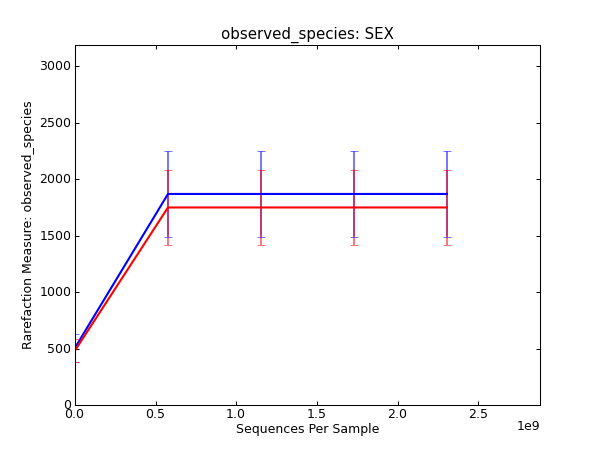 observed_species: SEX
Rarefaction Measure: observed_species
3000
2500
2000
1500
1000
500
0
0.0 0.5 1.0 1.5 2.0 2.5
1e9
Sequences Per Sample